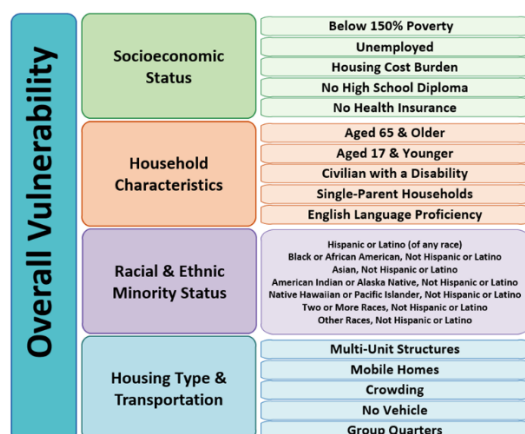 Overall Vulnerability
Socioeconomic
Status
Below 150% Poverty
Unemployed
Housing Cost Burden
No High School Diploma
No Health Insurance
Household
Characteristics
Aged 65 & Older
Aged 17 & Younger
Civilian with a Disability
Single-Parent Households
English Language Proficiency
Racial & Ethnic
Minority Status
Hispanic or Latino (of any race)
Black or African American, Not Hispanic or Latino
Asian, Not Hispanic or Latino
American Indian or Alaska Native, Not Hispanic or Latino
Native Hawaiian or Pacific Islander, Not Hispanic or Latino
Two or More Races, Not Hispanic or Latino
Other Races, Not Hispanic or Latino
Housing Type &
Transportation
Multi-Unit Structures
Mobile Homes
Crowding
No Vehicle
Group Quarters